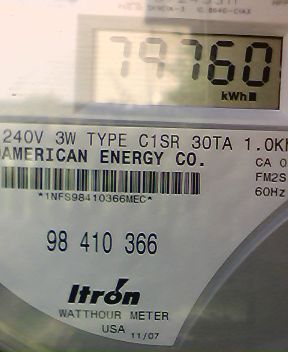 79760
kWh
240V 3W TYPE C1SR 30TA 1.0K
AMERICAN ENERGY CO.
CA 0
FM2S
60Hz
*1NFS98410366MEC*
98 410 366
Itrón
WATTHOUR METER
USA 11/07